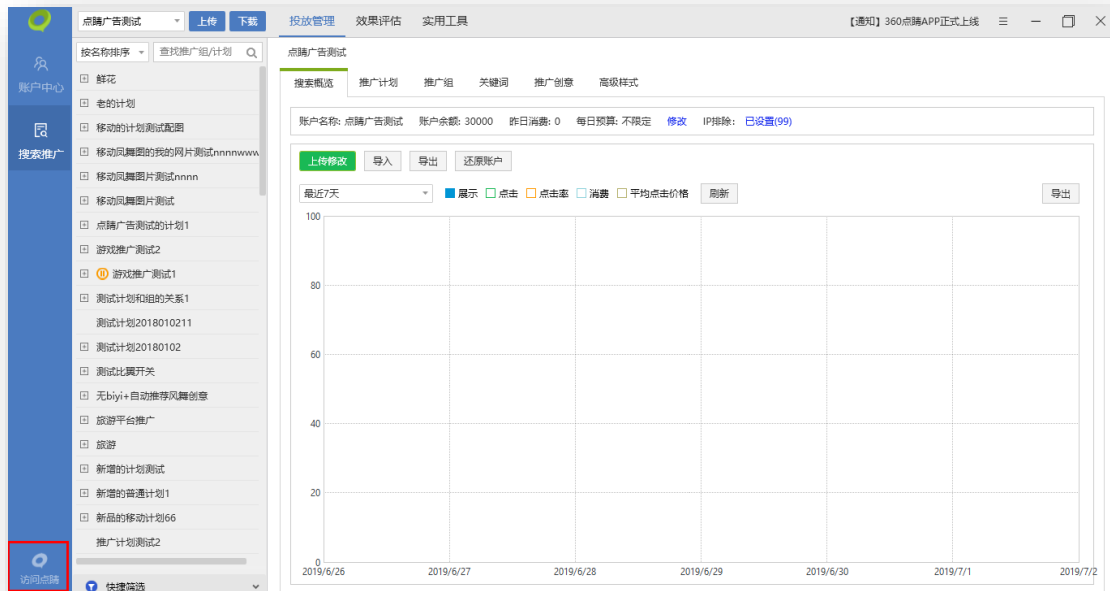 点睛广告测试
上传
下载
投放管理
效果评估
实用工具
【通知】360点睛APP正式上线
账户中心
搜索推广
访问点睛
按名称排序
查找推广组/计划
鲜花
老的计划
移动的计划测试配图
移动凤舞图的我的网片测试nnnnwww
移动凤舞图片测试nnnn
移动凤舞图片测试
点睛广告测试的计划1
游戏推广测试2
游戏推广测试1
测试计划和组的关系1
测试计划2018010211
测试计划20180102
测试比翼开关
无biyi+自动推荐凤舞创意
旅游平台推广
旅游
新增的计划测试
新增的普通计划1
新品的移动计划66
推广计划测试2
快捷筛选
点睛广告测试
搜索概览 推广计划 推广组 关键词 推广创意 高级样式
账户名称: 点睛广告测试 账户余额: 30000 昨日消费: 0 每日预算: 不限定 修改 IP排除: 已设置(99)
上传修改 导入 导出 还原账户
最近7天 展示 点击 点击率 消费 平均点击价格 刷新 导出
100
80
60
40
20
0
2019/6/26 2019/6/27 2019/6/28 2019/6/29 2019/6/30 2019/7/1 2019/7/2